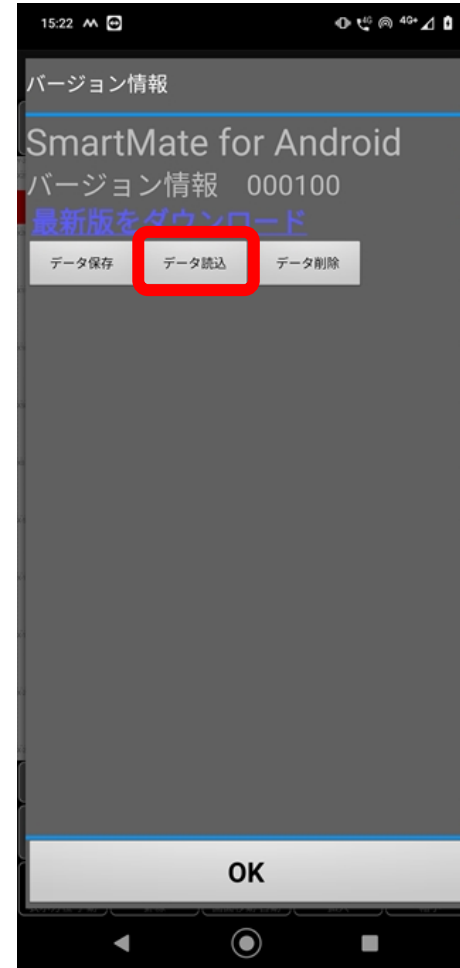 15:22
4G 4G+
バージョン情報
SmartMate for Android
バージョン情報 000100
最新版をダウンロード
データ保存 データ読込 データ削除
OK